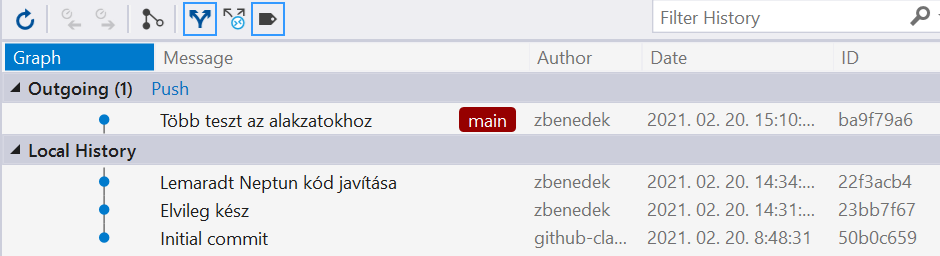 Filter History
Graph Message Author Date ID
Outgoing (1) Push
Több teszt az alakzatokhoz main zbenedek 2021. 02. 20. 15:10:... ba9f79a6
Local History
Lemaradt Neptun kód javítása zbenedek 2021. 02. 20. 14:34:... 22f3acb4
Elvileg kész zbenedek 2021. 02. 20. 14:31:... 23bb7f67
Initial commit github-cla... 2021. 02. 20. 8:48:31 50b0c659